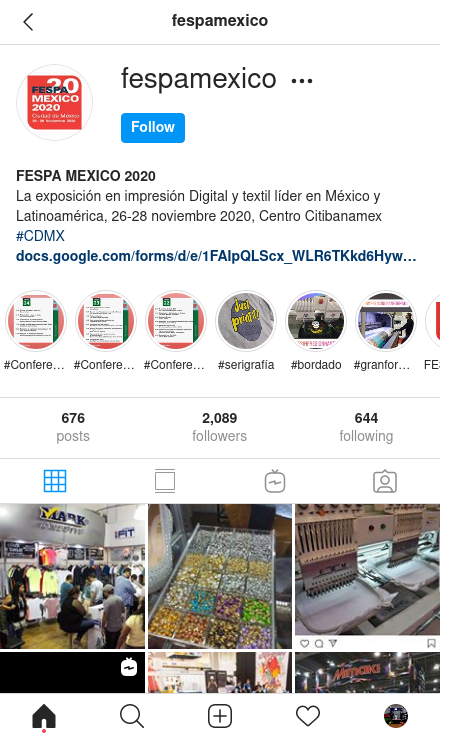 fespamexico
FESPA 20
MEXICO
2020
Ciudad de México
26 - 28 Noviembre 2020
fespamexico •••
Follow
FESPA MEXICO 2020
La exposición en impresión Digital y textil líder en México y
Latinoamérica, 26-28 noviembre 2020, Centro Citibanamex
#CDMX
docs.google.com/forms/d/e/1FAIpQLScx_WLR6TKkd6Hyw...
Just
#Confere... #Confere... #Confere... #serigrafía #bordado #granfor... FE
676 2,089 644
posts followers following
MARK
IFIT
Mimaki